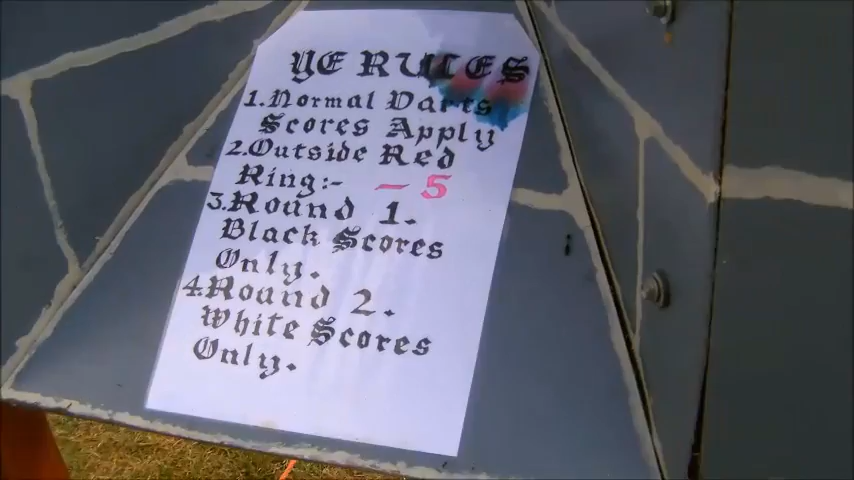 YE RULES
1. Normal Darts
Scores Apply
2. Outside Red
Ring:- — 5
3. Round 1.
Black Scores
Only.
4. Round 2.
White Scores
Only.